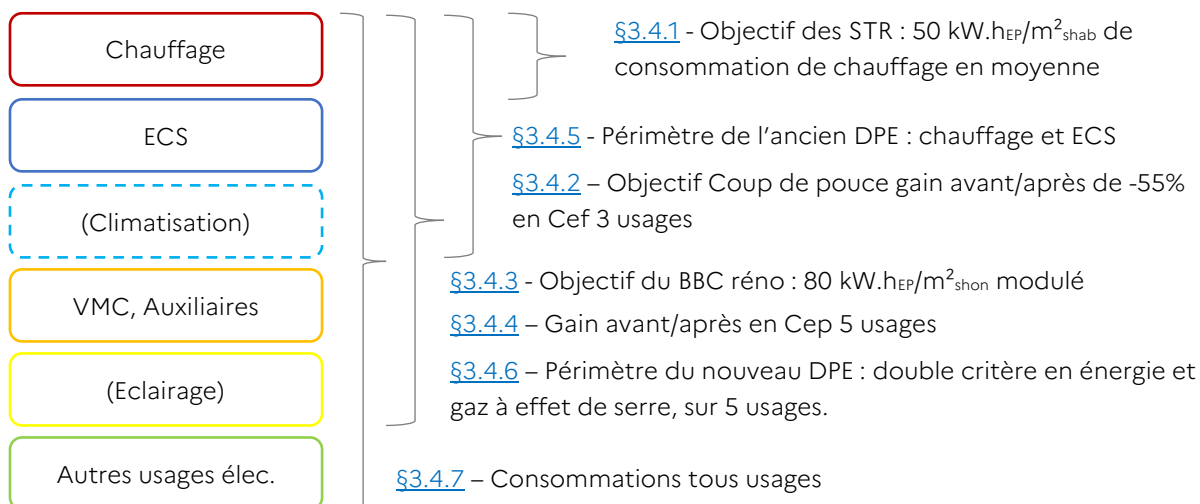 Chauffage
ECS
(Climatisation)
VMC, Auxiliaires
(Eclairage)
Autres usages élec.
§3.4.1 - Objectif des STR : 50 kW.hEP/m²shab de
consommation de chauffage en moyenne
§3.4.5 - Périmètre de l’ancien DPE : chauffage et ECS
§3.4.2 – Objectif Coup de pouce gain avant/après de -55%
en Cef 3 usages
§3.4.3 - Objectif du BBC réno : 80 kW.hEP/m²shon modulé
§3.4.4 – Gain avant/après en Cep 5 usages
§3.4.6 – Périmètre du nouveau DPE : double critère en énergie et
gaz à effet de serre, sur 5 usages.
§3.4.7 – Consommations tous usages